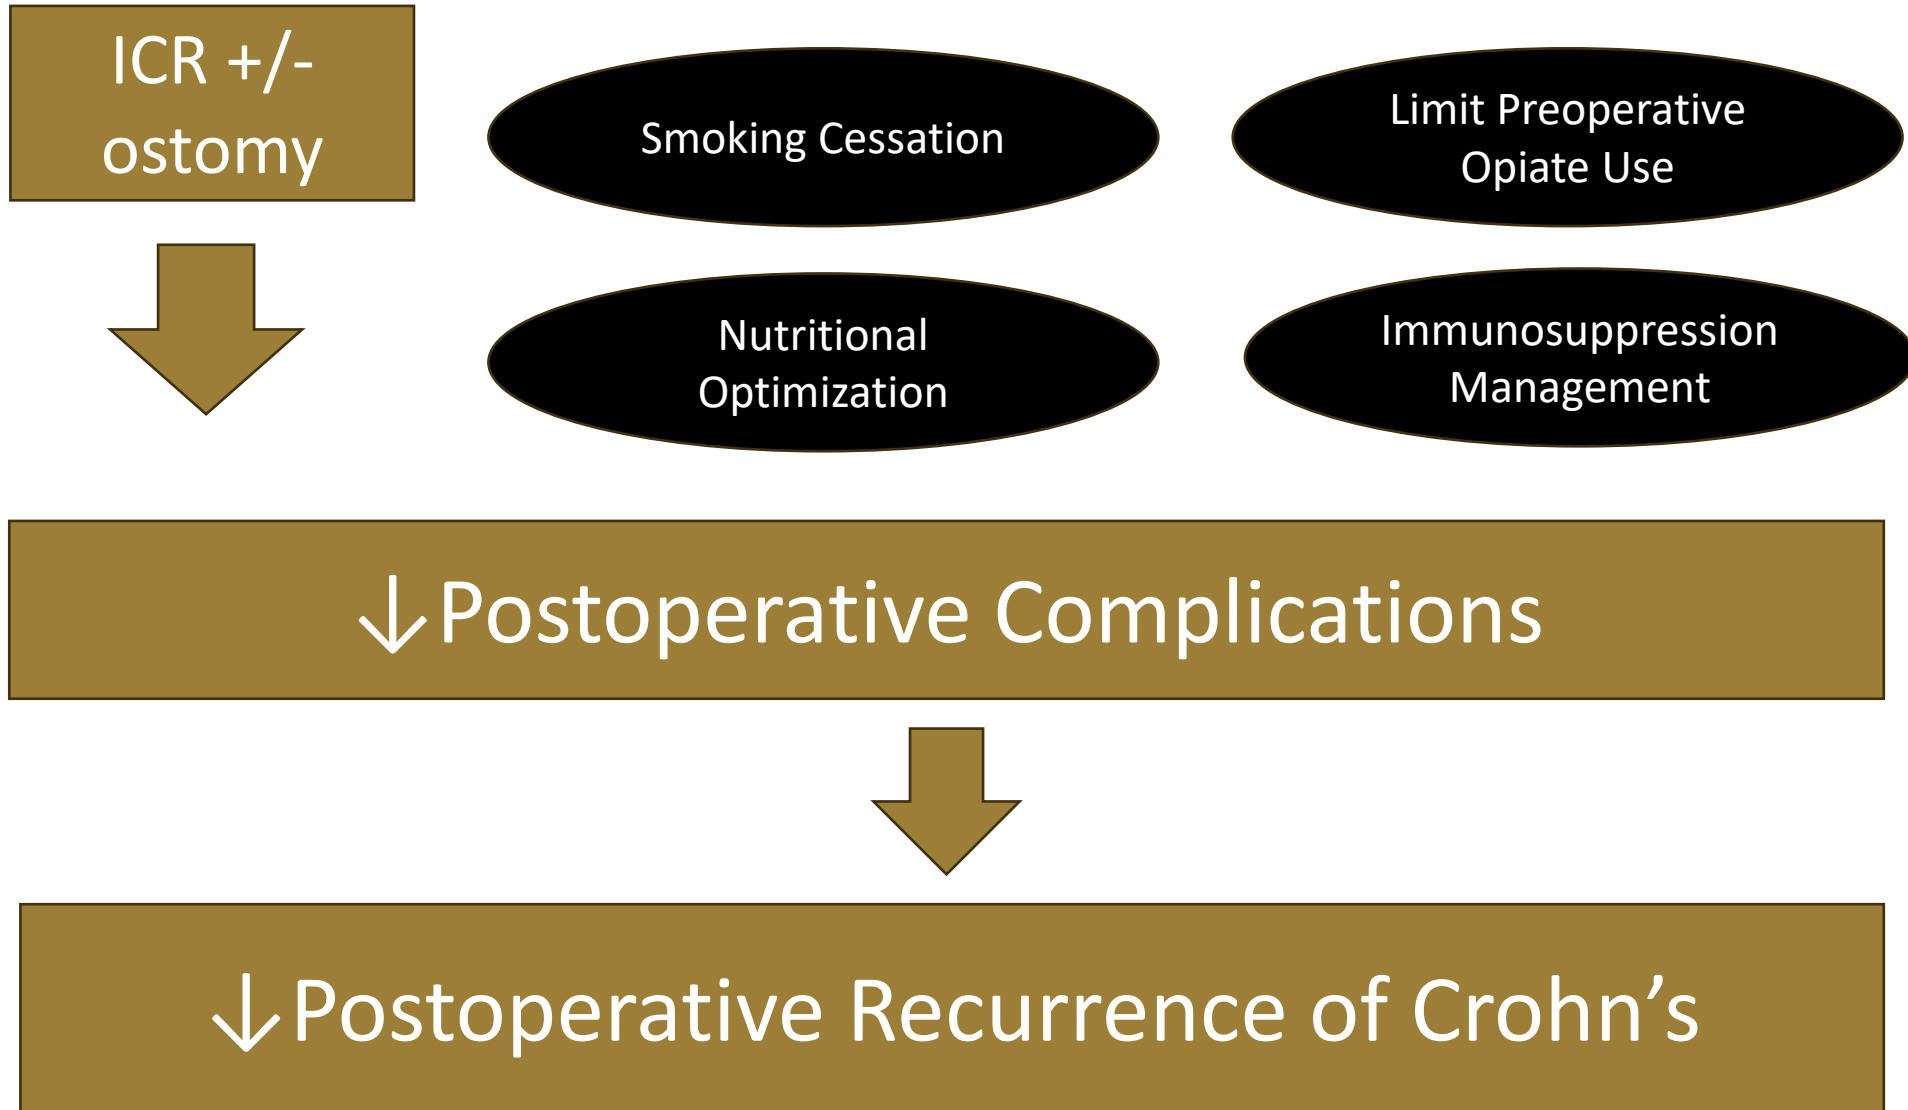 ICR +/-
ostomy
Smoking Cessation
Limit Preoperative
Opiate Use
Nutritional
Optimization
Immunosuppression
Management
↓Postoperative Complications
↓Postoperative Recurrence of Crohn’s